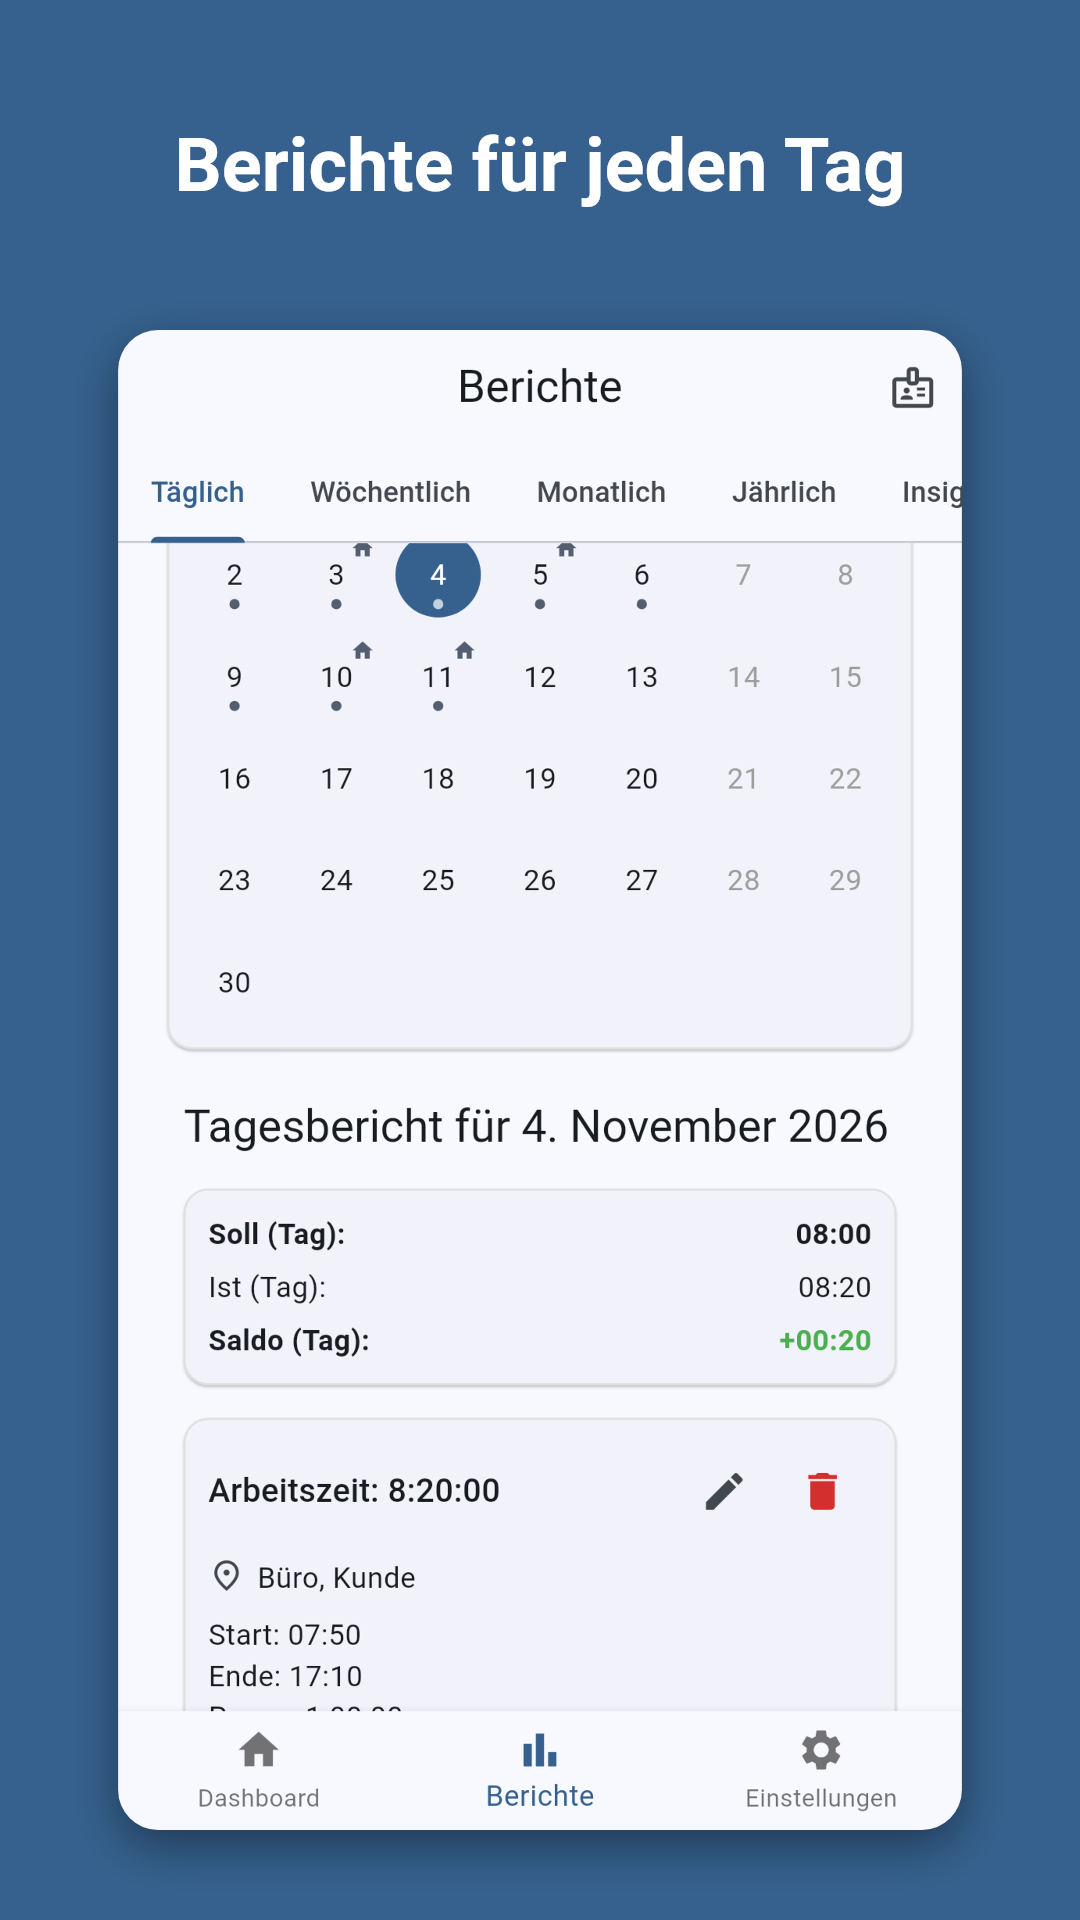 Berichte für jeden Tag
Berichte
Täglich Wöchentlich Monatlich Jährlich Insig
2 3 4 5 6 7 8
9 10 11 12 13 14 15
16 17 18 19 20 21 22
23 24 25 26 27 28 29
30
Tagesbericht für 4. November 2026
Soll (Tag): 08:00
Ist (Tag): 08:20
Saldo (Tag): +00:20
Arbeitszeit: 8:20:00
Büro, Kunde
Start: 07:50
Ende: 17:10
Dashboard Berichte Einstellungen